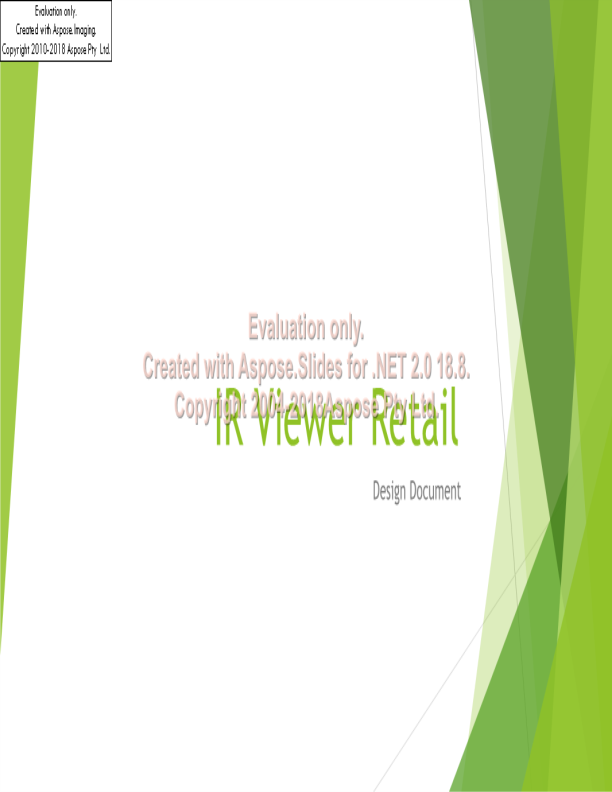 Evaluation only.
Created with Aspose.Imaging.
Copyright 2010-2018 Aspose Pty Ltd.
Evaluation only.
Created with Aspose.Slides for .NET 2.0 18.8.
Copyright 2004-2018Aspose Pty Ltd.
iR Viewer Retail
Design Document